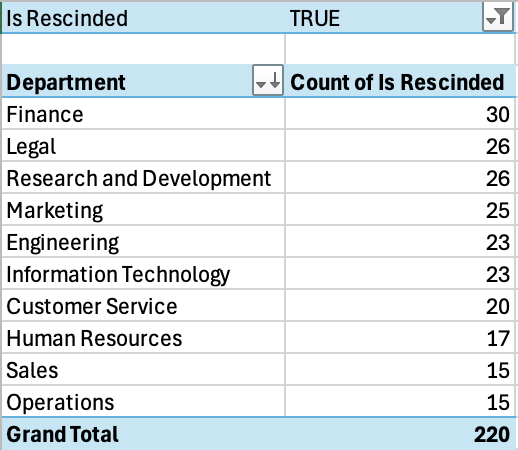 Is Rescinded TRUE
Department Count of Is Rescinded
Finance 30
Legal 26
Research and Development 26
Marketing 25
Engineering 23
Information Technology 23
Customer Service 20
Human Resources 17
Sales 15
Operations 15
Grand Total 220